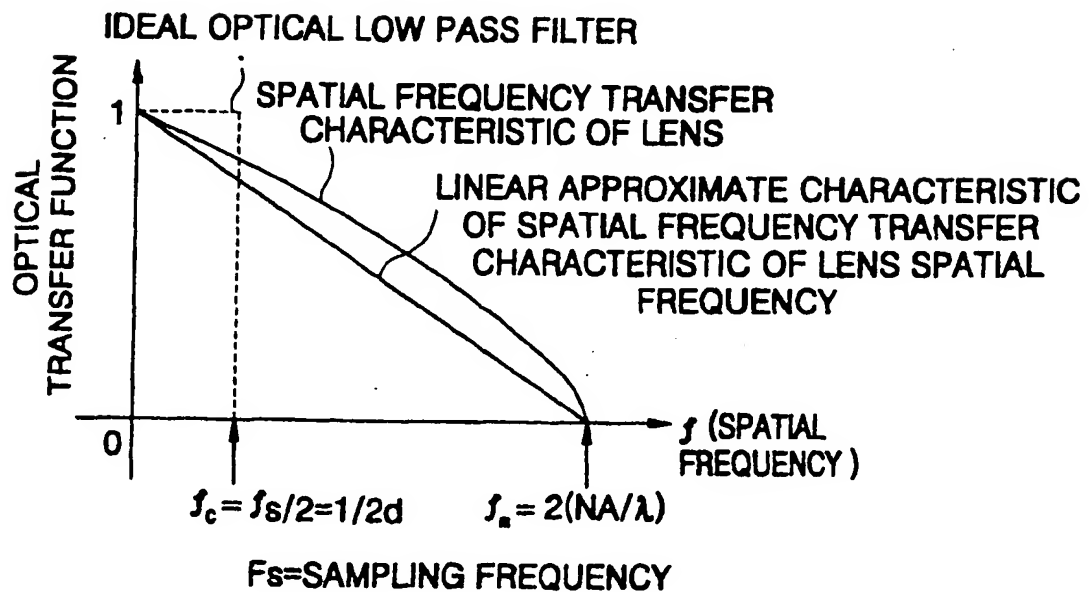 IDEAL OPTICAL LOW PASS FILTER
OPTICAL
TRANSFER FUNCTION
1
SPATIAL FREQUENCY TRANSFER
CHARACTERISTIC OF LENS
LINEAR APPROXIMATE CHARACTERISTIC
OF SPATIAL FREQUENCY TRANSFER
CHARACTERISTIC OF LENS SPATIAL
FREQUENCY
0
f (SPATIAL
FREQUENCY)
fc = fs/2=1/2d
fn = 2(NA/λ)
Fs=SAMPLING FREQUENCY